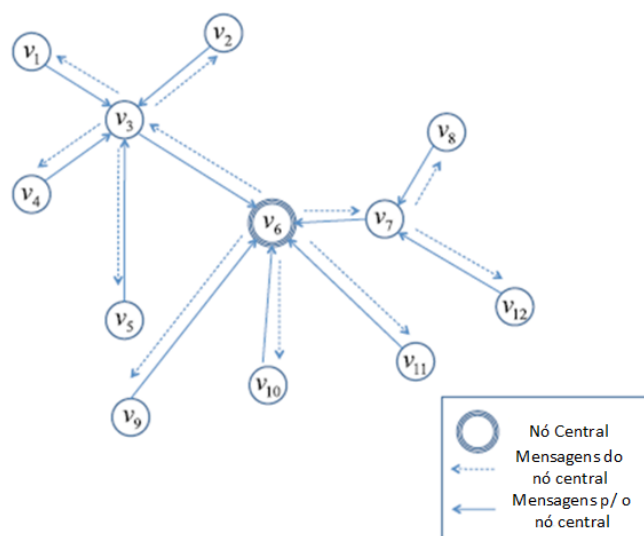 v1
v2
v3
v4
v5
v6
v7
v8
v9
v10
v11
v12
Nó Central
Mensagens do
nó central
Mensagens p/ o
nó central